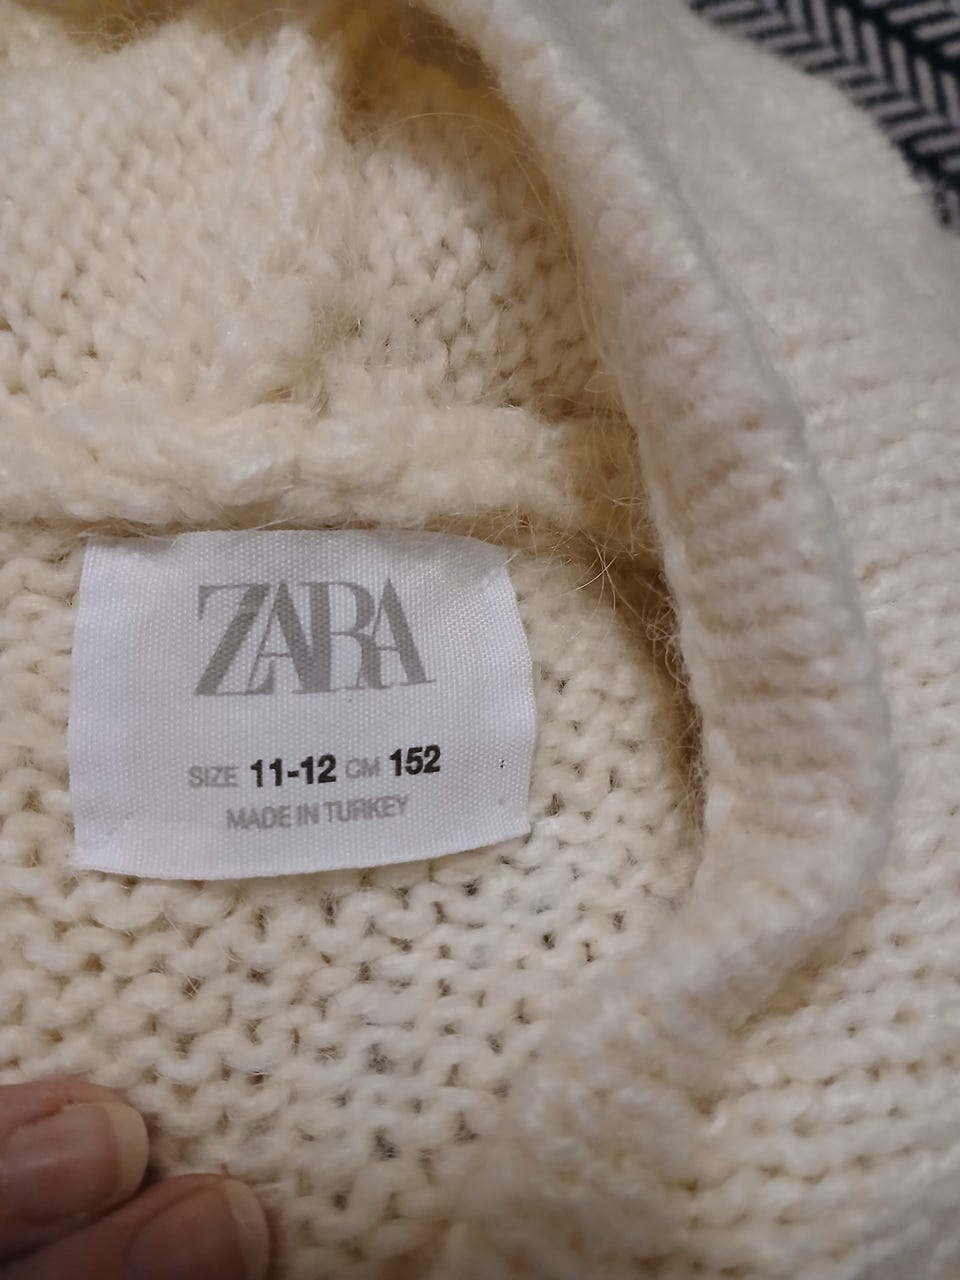 ZARA
SIZE 11-12 CM 152
MADE IN TURKEY